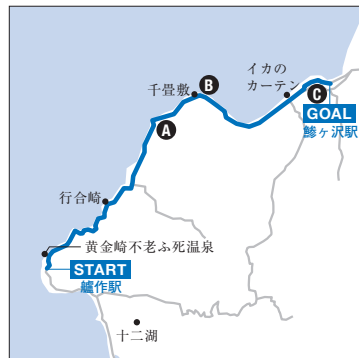 イカの
カーテン
千畳敷
B
C
GOAL
鰺ヶ沢駅
A
行合崎
黄金崎不老ふ死温泉
START
艫作駅
十二湖